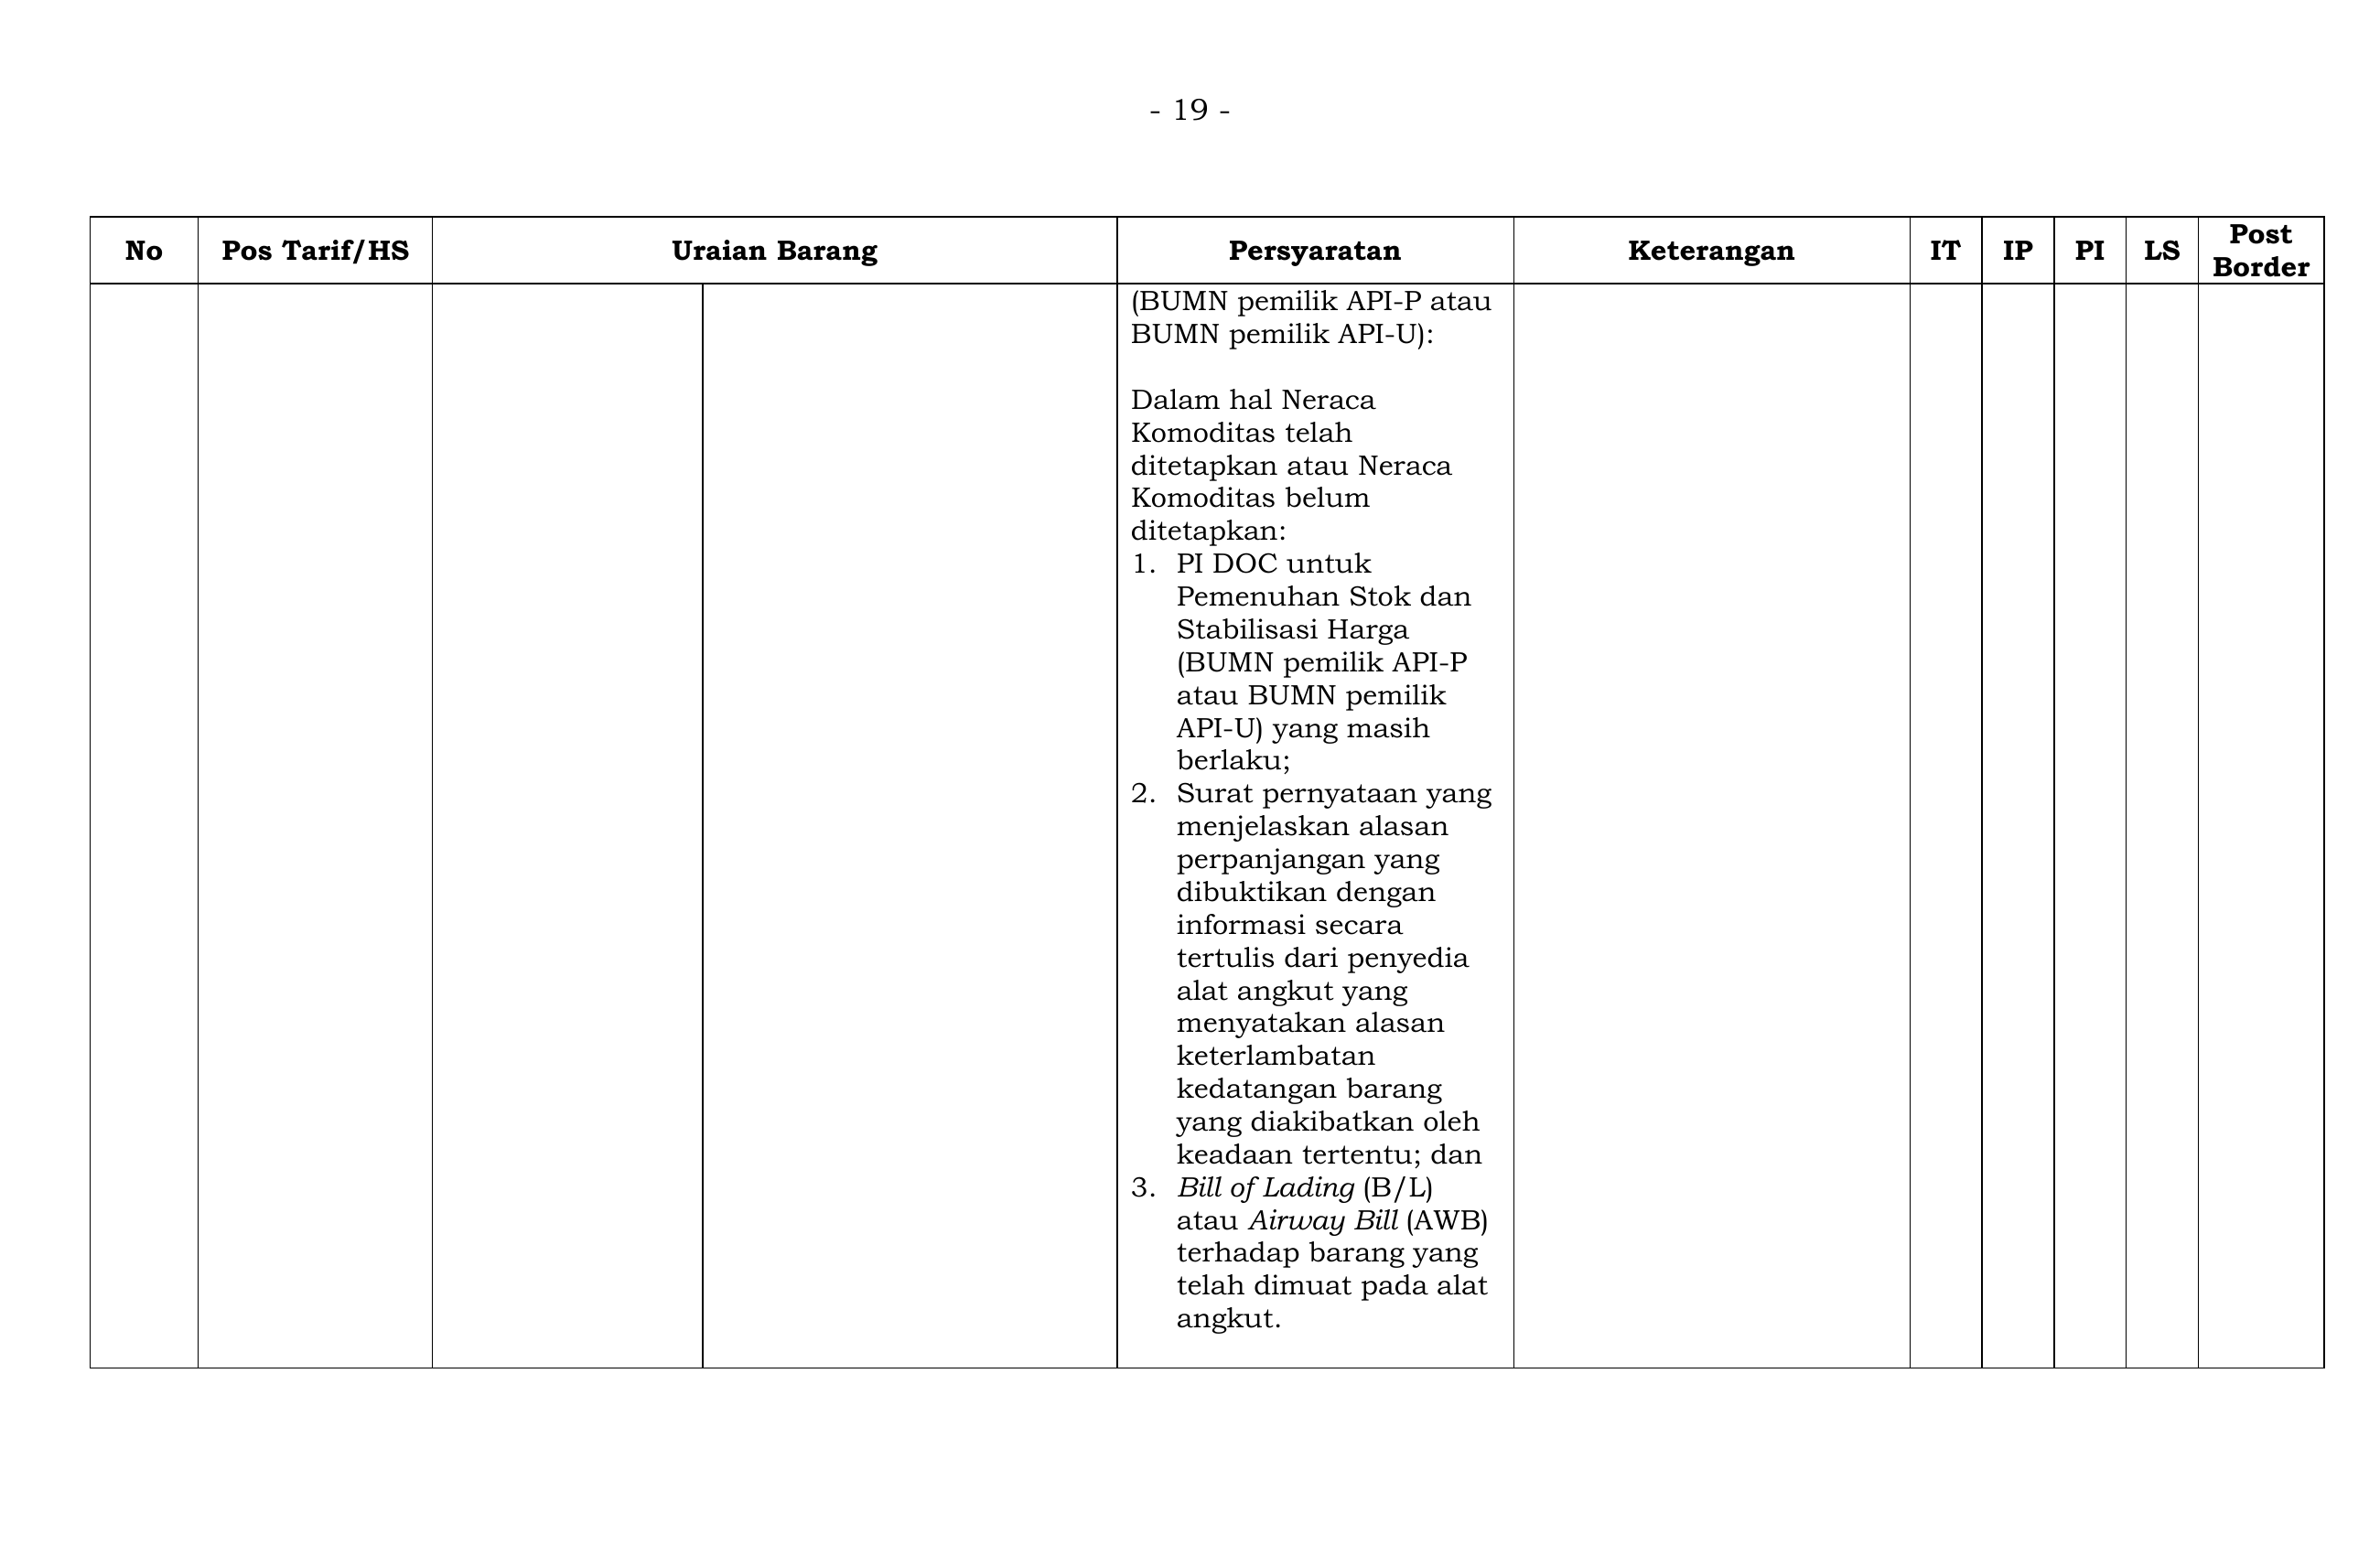 - 19 -
No Pos Tarif/HS Uraian Barang Persyaratan Keterangan IT IP PI LS Post Border
(BUMN pemilik API-P atau
BUMN pemilik API-U):
Dalam hal Neraca
Komoditas telah
ditetapkan atau Neraca
Komoditas belum
ditetapkan:
1. PI DOC untuk
Pemenuhan Stok dan
Stabilisasi Harga
(BUMN pemilik API-P
atau BUMN pemilik
API-U) yang masih
berlaku;
2. Surat pernyataan yang
menjelaskan alasan
perpanjangan yang
dibuktikan dengan
informasi secara
tertulis dari penyedia
alat angkut yang
menyatakan alasan
keterlambatan
kedatangan barang
yang diakibatkan oleh
keadaan tertentu; dan
3. Bill of Lading (B/L)
atau Airway Bill (AWB)
terhadap barang yang
telah dimuat pada alat
angkut.